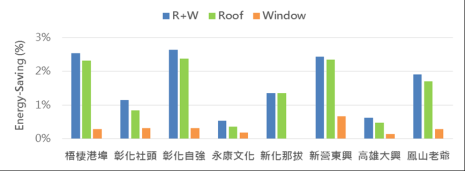 R+W Roof Window
Energy-Saving (%)
3%
2%
1%
0%
梧棲港埠 彰化社頭 彰化自強 永康文化 新化那拔 新營東興 高雄大興 鳳山老爺